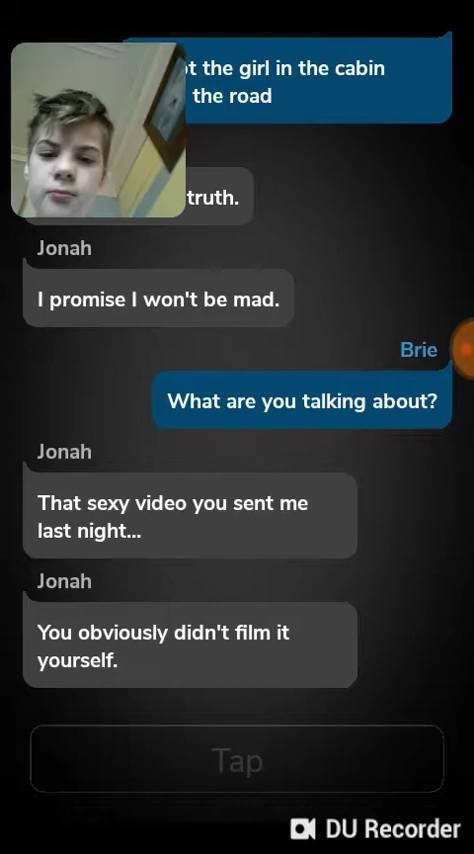 the girl in the cabin
the road
truth.
Jonah
I promise I won't be mad.
Brie
What are you talking about?
Jonah
That sexy video you sent me
last night...
Jonah
You obviously didn't film it
yourself.
Tap
DU Recorder